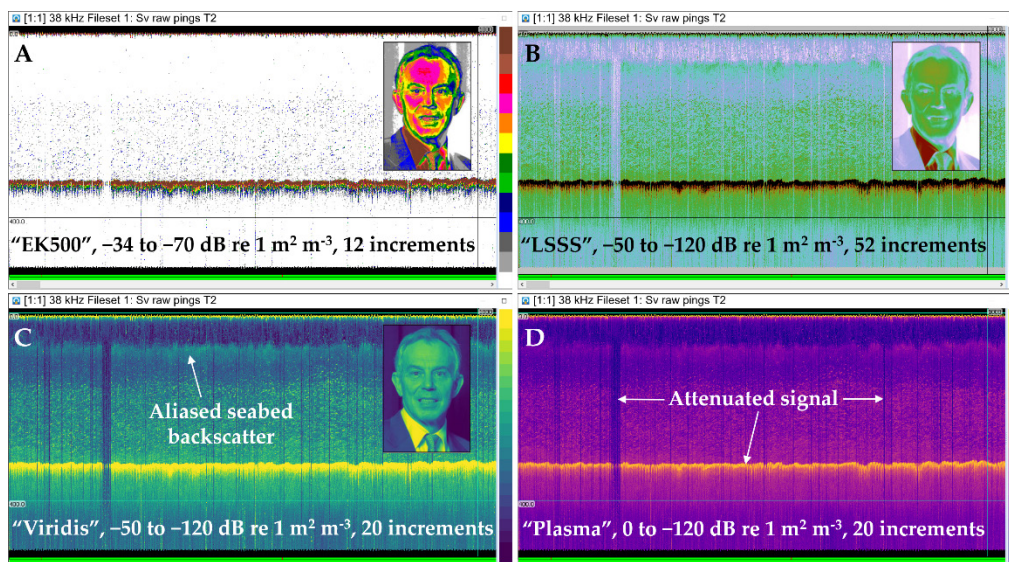 [1:1] 38 kHz Fileset 1: Sv raw pings T2
A
400.0
“EK500”, −34 to −70 dB re 1 m² m⁻³, 12 increments
[1:1] 38 kHz Fileset 1: Sv raw pings T2
B
400.0
“LSSS”, −50 to −120 dB re 1 m² m⁻³, 52 increments
[1:1] 38 kHz Fileset 1: Sv raw pings T2
C
Aliased seabed
backscatter
“Viridis”, −50 to −120 dB re 1 m² m⁻³, 20 increments
[1:1] 38 kHz Fileset 1: Sv raw pings T2
D
Attenuated signal
“Plasma”, 0 to −120 dB re 1 m² m⁻³, 20 increments